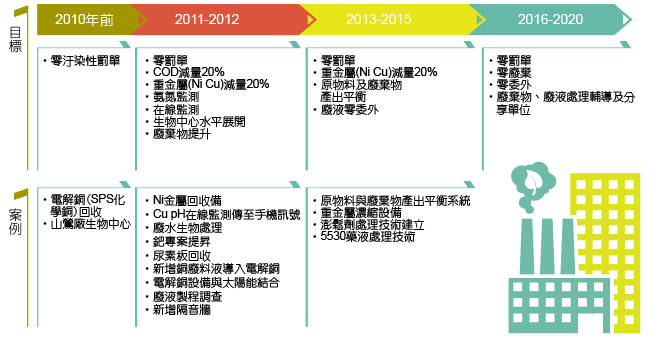 目標
2010年前
2011-2012
2013-2015
2016-2020
・零汙染性罰單
・零罰單
・COD減量20%
・重金屬(Ni Cu)減量20%
・氨氮監測
・在線監測
・生物中心水平展開
・廢棄物提升
・零罰單
・重金屬(Ni Cu)減量20%
・原物料及廢棄物
產出平衡
・廢液零委外
・零罰單
・零廢棄
・零委外
・廢棄物、廢液處理輔導及分
享單位
案例
・電解銅(SPS化
學銅)回收
・山鶯廠生物中心
・Ni金屬回收備
・Cu pH在線監測傳至手機訊號
・廢水生物處理
・鈀專案提昇
・尿素板回收
・新增銅廢料液導入電解銅
・電解銅設備與太陽能結合
・廢液製程調查
・新增隔音牆
・原物料與廢棄物產出平衡系統
・重金屬濃縮設備
・澎鬆劑處理技術建立
・5530藥液處理技術